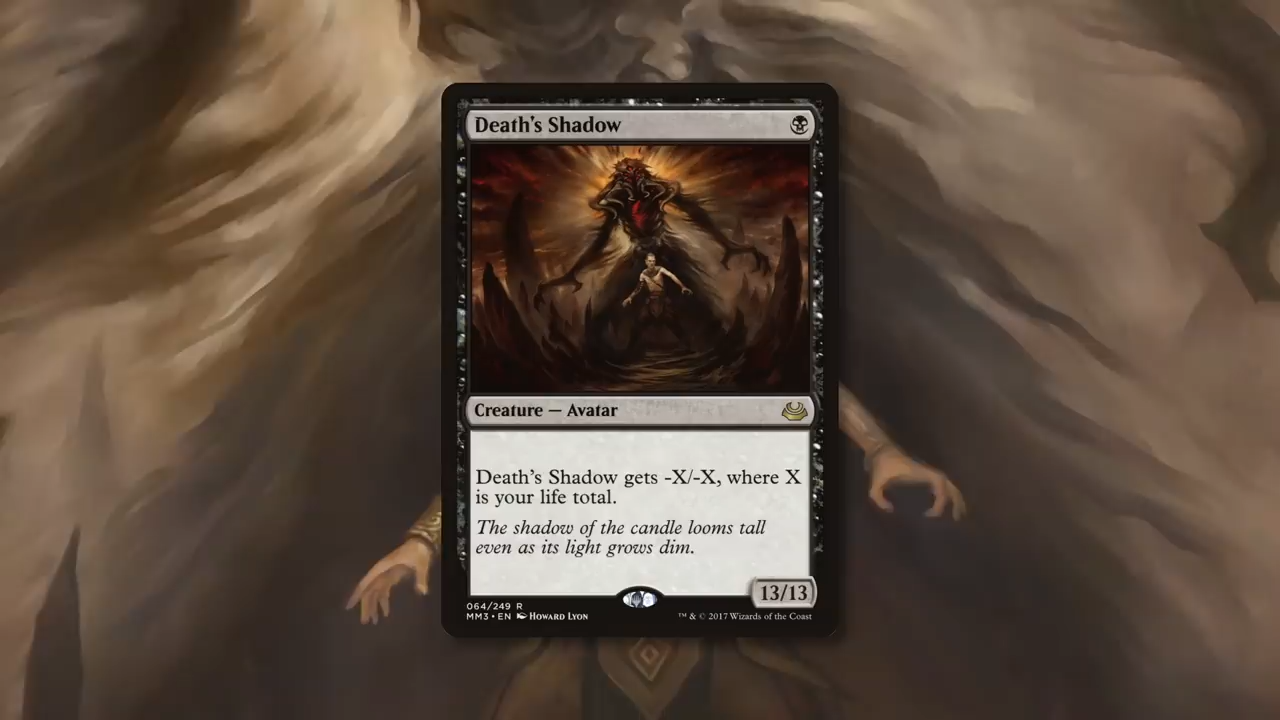 Death's Shadow
Creature — Avatar
Death's Shadow gets -X/-X, where X
is your life total.
The shadow of the candle looms tall
even as its light grows dim.
13/13
064/249 R
MM3 • EN Howard Lyon
™ & © 2017 Wizards of the Coast